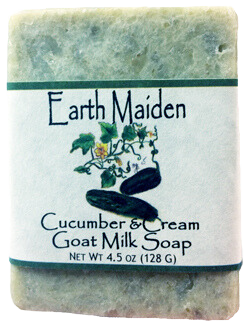 Earth Maiden
Cucumber & Cream
Goat Milk Soap
Net Wt 4.5 oz (128 G)